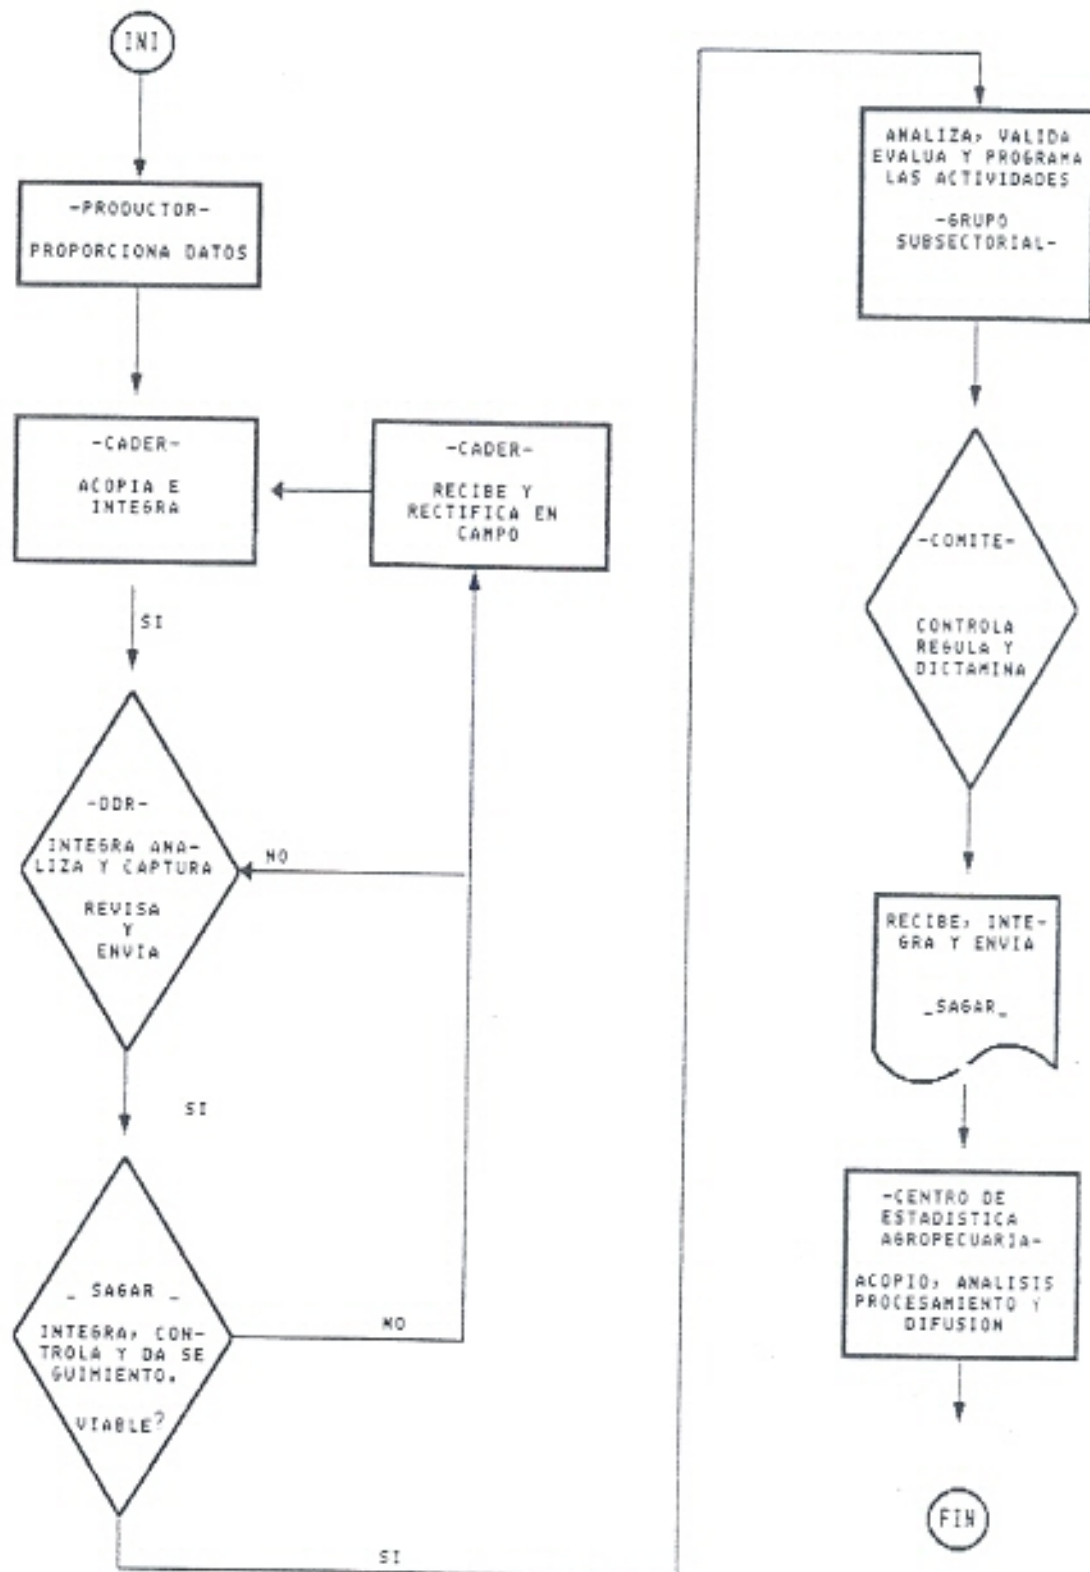 INI
-PRODUCTOR-
PROPORCIONA DATOS
-CADER-
ACOPIA E
INTEGRA
-CADER-
RECIBE Y
RECTIFICA EN
CAMPO
SI
-DDR-
INTEGRA ANA-
LIZA Y CAPTURA
REVISA
Y
ENVIA
NO
SI
_ SAGAR _
INTEGRA, CON-
TROLA Y DA SE
GUIMIENTO.
VIABLE?
NO
SI
ANALIZA, VALIDA
EVALUA Y PROGRAMA
LAS ACTIVIDADES
-GRUPO
SUBSECTORIAL-
-COMITE-
CONTROLA
REGULA Y
DICTAMINA
RECIBE, INTE-
GRA Y ENVIA
_SAGAR_
-CENTRO DE
ESTADISTICA
AGROPECUARIA-
ACOPIO, ANALISIS
PROCESAMIENTO Y
DIFUSION
FIN